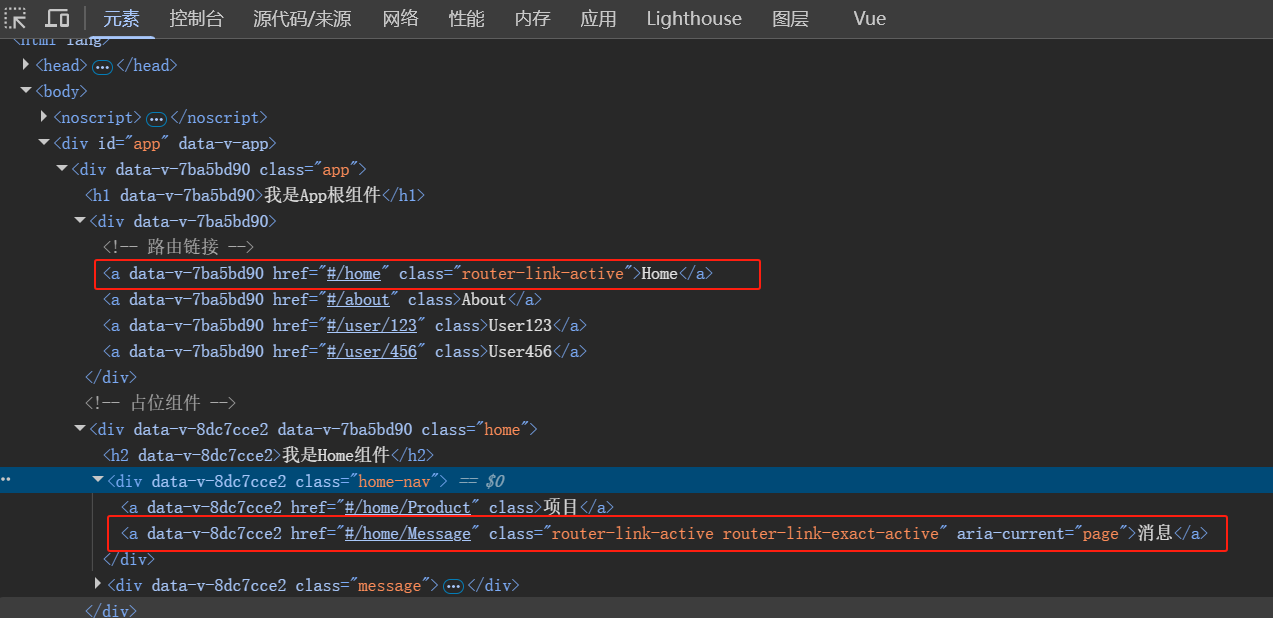 元素 控制台 源代码/来源 网络 性能 内存 应用 Lighthouse 图层 Vue
<html lang>
<head> ••• </head>
<body>
<noscript> ••• </noscript>
<div id="app" data-v-app>
<div data-v-7ba5bd90 class="app">
<h1 data-v-7ba5bd90>我是App根组件</h1>
<div data-v-7ba5bd90>
<!-- 路由链接 -->
<a data-v-7ba5bd90 href="#/home" class="router-link-active">Home</a>
<a data-v-7ba5bd90 href="#/about" class>About</a>
<a data-v-7ba5bd90 href="#/user/123" class>User123</a>
<a data-v-7ba5bd90 href="#/user/456" class>User456</a>
</div>
<!-- 占位组件 -->
<div data-v-8dc7cce2 data-v-7ba5bd90 class="home">
<h2 data-v-8dc7cce2>我是Home组件</h2>
<div data-v-8dc7cce2 class="home-nav"> == $0
<a data-v-8dc7cce2 href="#/home/Product" class>项目</a>
<a data-v-8dc7cce2 href="#/home/Message" class="router-link-active router-link-exact-active" aria-current="page">消息</a>
</div>
<div data-v-8dc7cce2 class="message"> ••• </div>
</div>